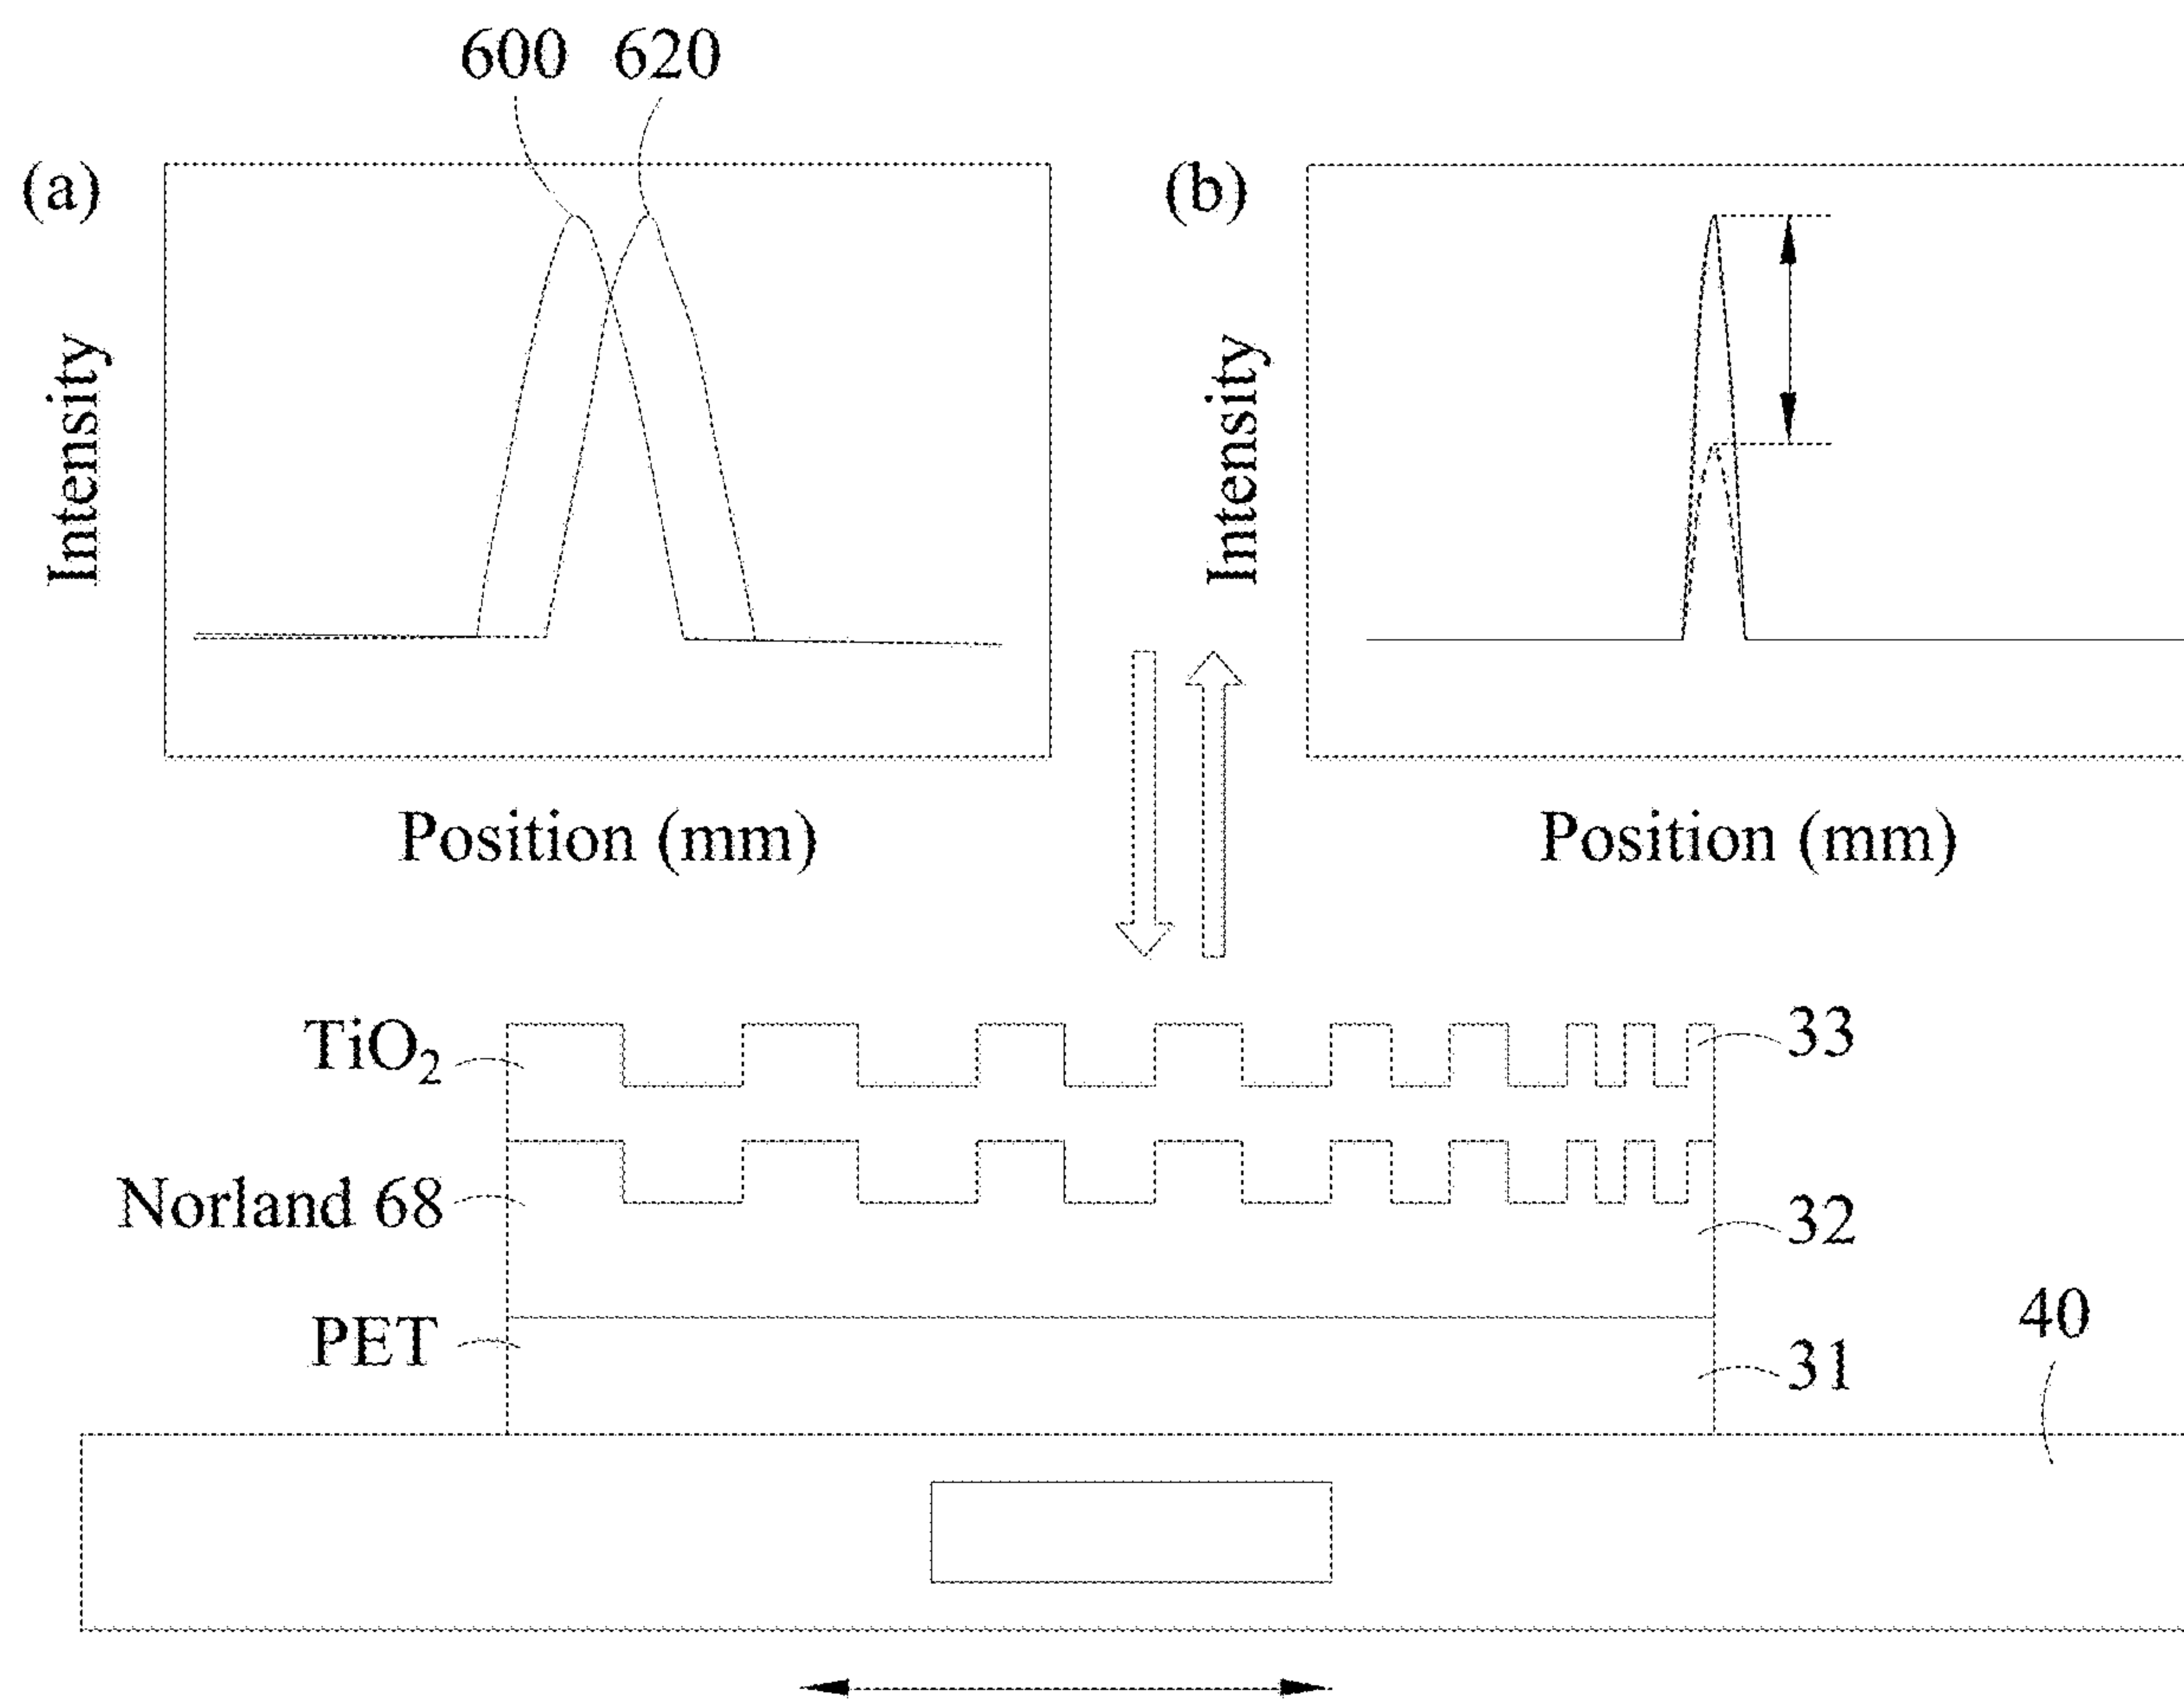 600 620
(a)
(b)
Intensity
Intensity
Position (mm)
Position (mm)
TiO₂
33
Norland 68
32
PET
31
40